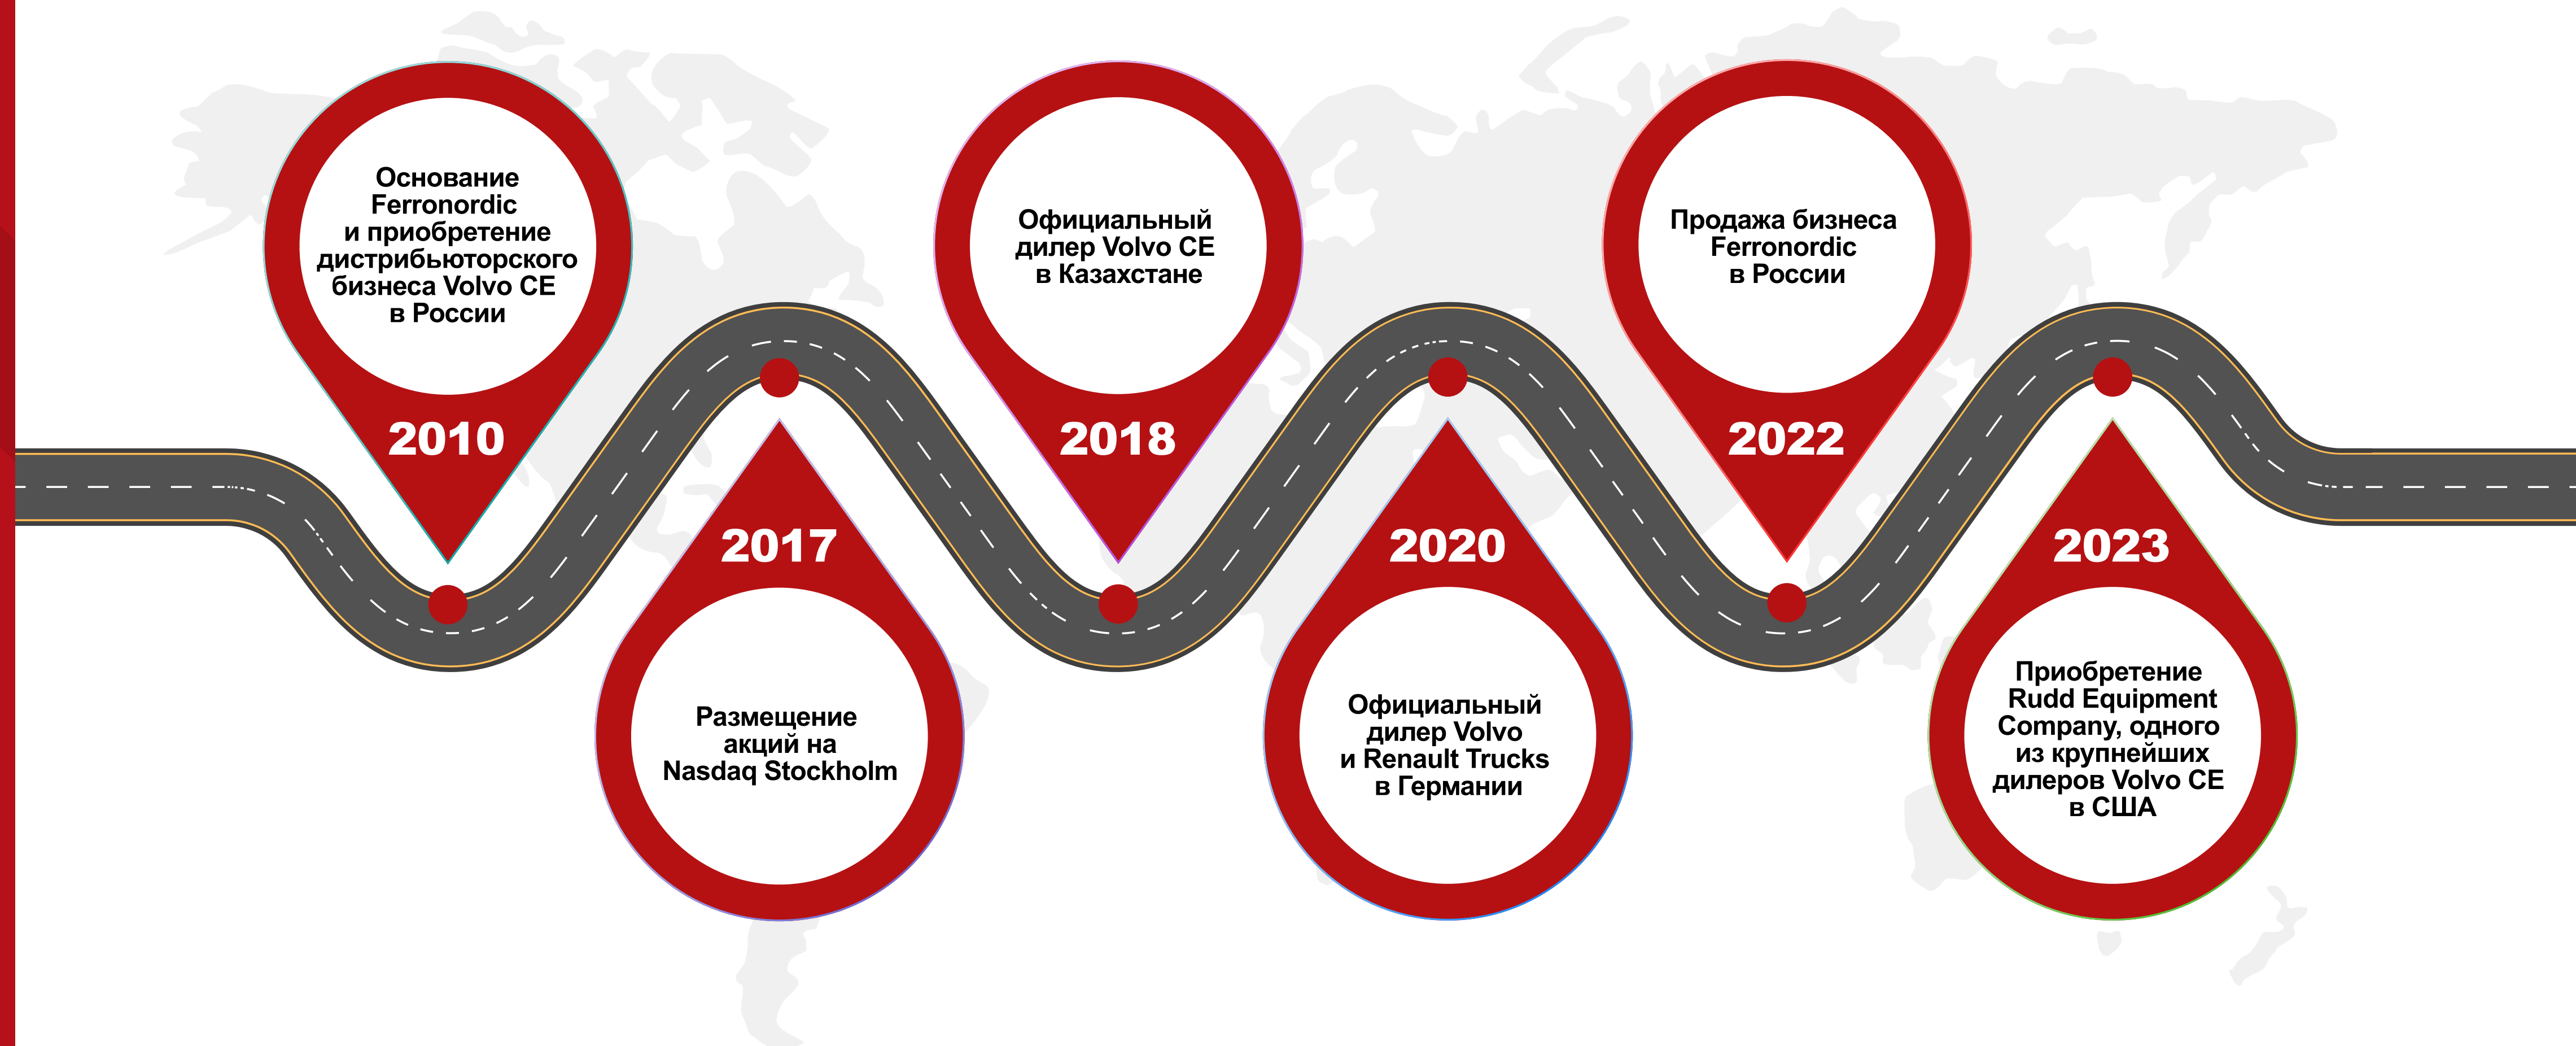 Основание
Ferronordic
и приобретение
дистрибьюторского
бизнеса Volvo CE
в России
2010
2017
Размещение
акций на
Nasdaq Stockholm
Официальный
дилер Volvo CE
в Казахстане
2018
2020
Официальный
дилер Volvo
и Renault Trucks
в Германии
Продажа бизнеса
Ferronordic
в России
2022
2023
Приобретение
Rudd Equipment
Company, одного
из крупнейших
дилеров Volvo CE
в США